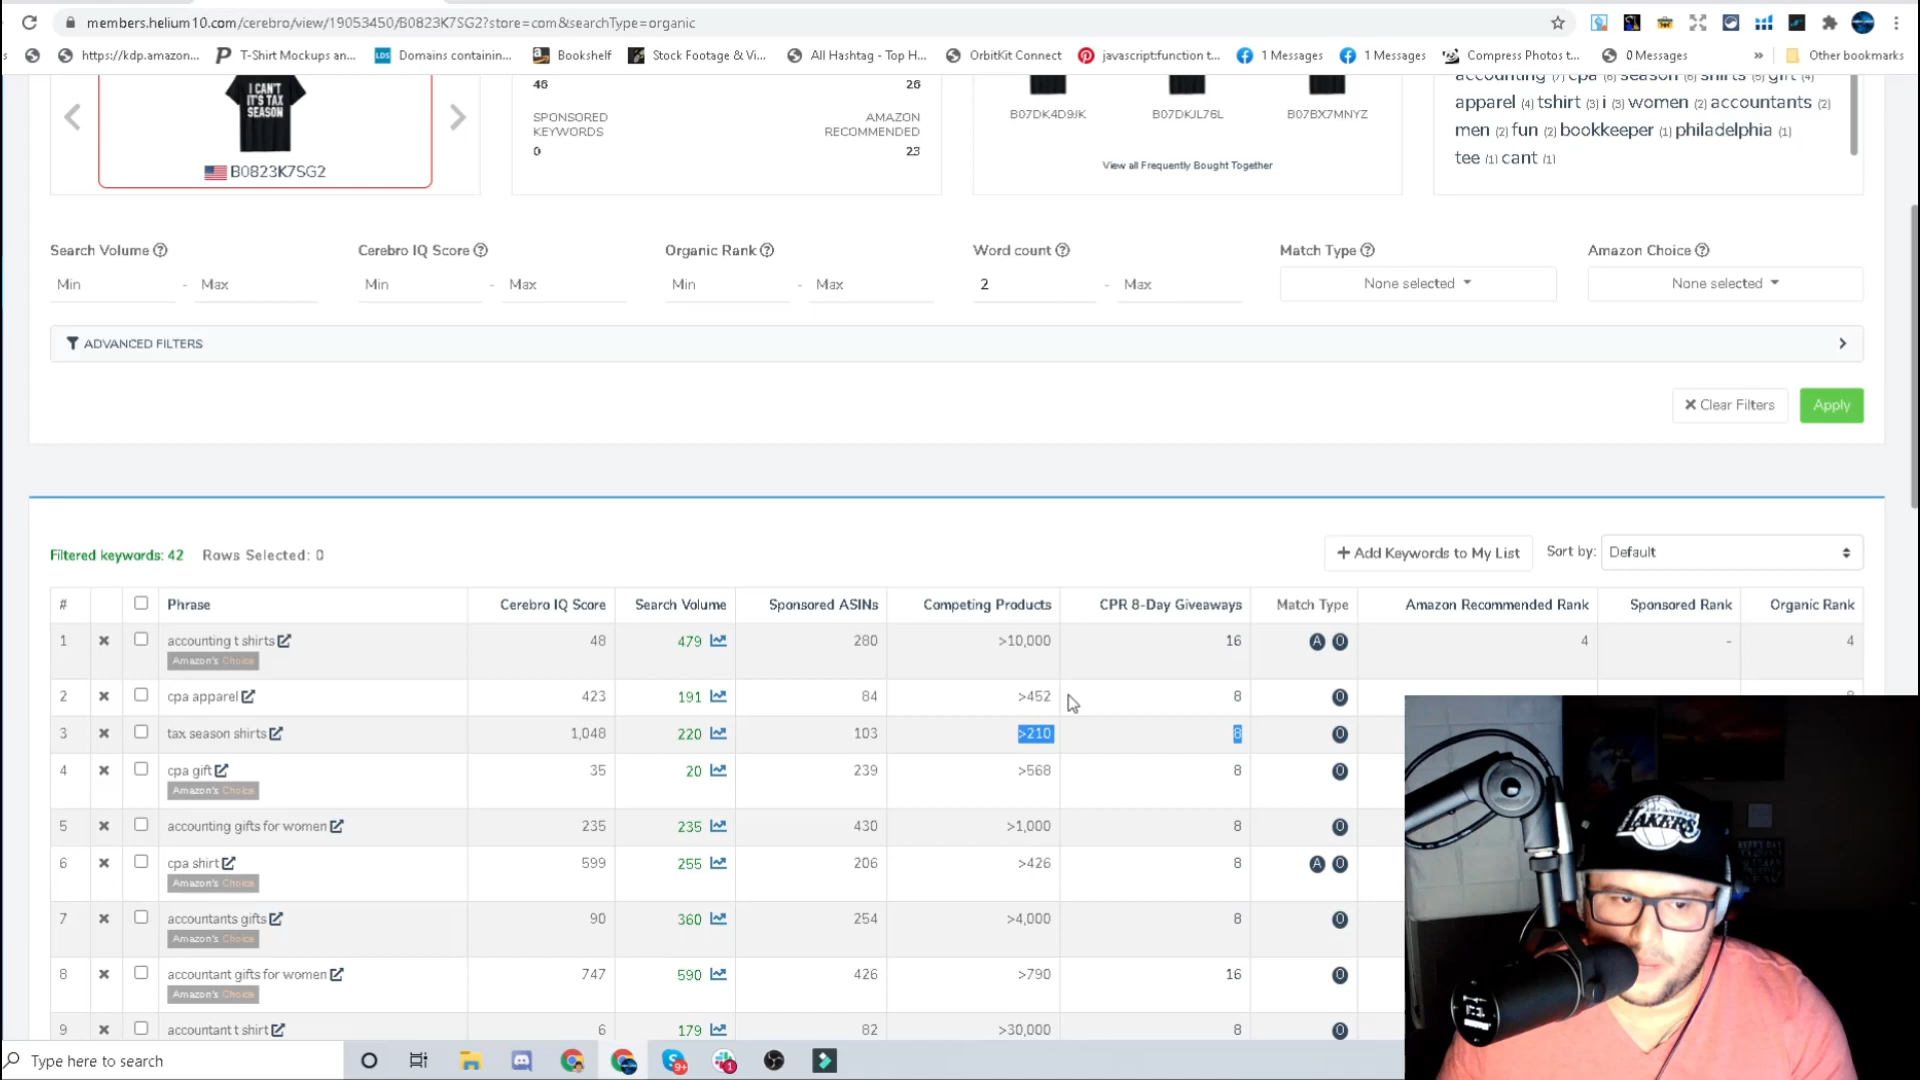 members.helium10.com/cerebro/view/19053450/B0823K7SG2?store=com&searchType=organic
s https://kdp.amazon... T-Shirt Mockups an... LDS Domains containin... Bookshelf Stock Footage & Vi... All Hashtag - Top H... OrbitKit Connect javascript:function t... 1 Messages 1 Messages Compress Photos t... 0 Messages » Other bookmarks
I CAN'T
IT'S TAX
SEASON
B0823K7SG2
46 26
SPONSORED KEYWORDS AMAZON RECOMMENDED
0 23
B07DK4D9JK B07DKJL76L B07BX7MNYZ
View all Frequently Bought Together
accounting (7) cpa (6) season (6) shirts (5) gift (4)
apparel (4) tshirt (3) i (3) women (2) accountants (2)
men (2) fun (2) bookkeeper (1) philadelphia (1)
tee (1) cant (1)
Search Volume Cerebro IQ Score Organic Rank Word count Match Type Amazon Choice
Min - Max Min - Max Min - Max 2 - Max None selected None selected
ADVANCED FILTERS
Clear Filters Apply
Filtered keywords: 42 Rows Selected: 0 Add Keywords to My List Sort by: Default
# Phrase Cerebro IQ Score Search Volume Sponsored ASINs Competing Products CPR 8-Day Giveaways Match Type Amazon Recommended Rank Sponsored Rank Organic Rank
1 accounting t shirts 48 479 280 >10,000 16 A O 4 - 4
Amazon's Choice
2 cpa apparel 423 191 84 >452 8 O
3 tax season shirts 1,048 220 103 >210 8 O
4 cpa gift 35 20 239 >568 8 O
Amazon's Choice
5 accounting gifts for women 235 235 430 >1,000 8 O
6 cpa shirt 599 255 206 >426 8 A O
Amazon's Choice
7 accountants gifts 90 360 254 >4,000 8 O
Amazon's Choice
8 accountant gifts for women 747 590 426 >790 16 O
Amazon's Choice
9 accountant t shirt 6 179 82 >30,000 8 O
LAKERS
Type here to search 9+ 1